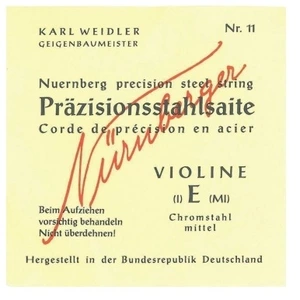 KARL WEIDLER Nr. 11
GEIGENBAUMEISTER
Nuernberg precision steel string
Präzisionsstahlsaite
Corde de précision en acier
Nürnberger
VIOLINE
(I) E (MI)
Chromstahl
mittel
Beim Aufziehen
vorsichtig behandeln
Nicht überdehnen!
Hergestellt in der Bundesrepublik Deutschland